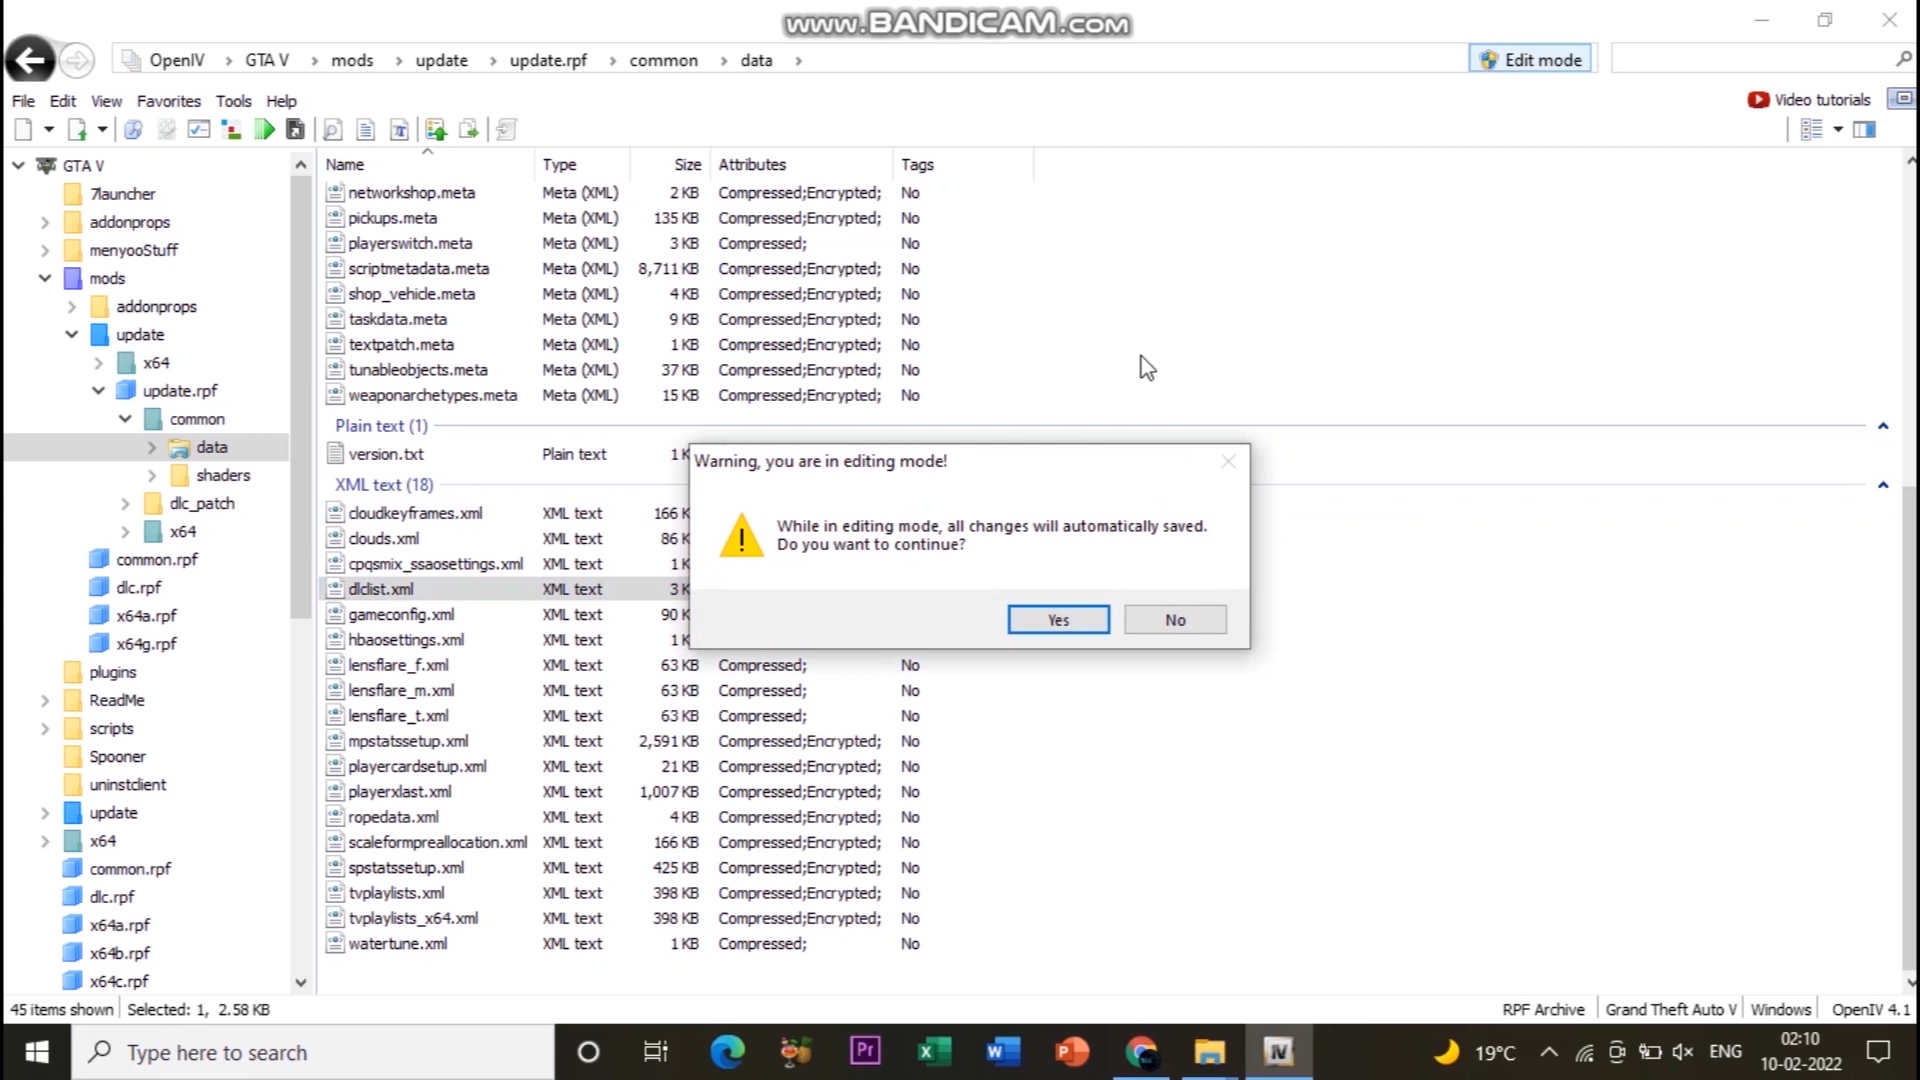 www.BANDICAM.com
OpenIV > GTA V > mods > update > update.rpf > common > data >
Edit mode
File Edit View Favorites Tools Help
Video tutorials
Name Type Size Attributes Tags
GTA V
7launcher
addonprops
menyooStuff
mods
addonprops
update
x64
update.rpf
common
data
shaders
dlc_patch
x64
common.rpf
dlc.rpf
x64a.rpf
x64g.rpf
plugins
ReadMe
scripts
Spooner
uninstclient
update
x64
common.rpf
dlc.rpf
x64a.rpf
x64b.rpf
x64c.rpf
networkshop.meta Meta (XML) 2 KB Compressed;Encrypted; No
pickups.meta Meta (XML) 135 KB Compressed;Encrypted; No
playerswitch.meta Meta (XML) 3 KB Compressed; No
scriptmetadata.meta Meta (XML) 8,711 KB Compressed;Encrypted; No
shop_vehicle.meta Meta (XML) 4 KB Compressed;Encrypted; No
taskdata.meta Meta (XML) 9 KB Compressed;Encrypted; No
textpatch.meta Meta (XML) 1 KB Compressed;Encrypted; No
tunableobjects.meta Meta (XML) 37 KB Compressed;Encrypted; No
weaponarchetypes.meta Meta (XML) 15 KB Compressed;Encrypted; No
Plain text (1)
version.txt Plain text 1 K
XML text (18)
cloudkeyframes.xml XML text 166 K
clouds.xml XML text 86 K
cpqsmix_ssaosettings.xml XML text 1 K
dlclist.xml XML text 3 K
gameconfig.xml XML text 90 K
hbaosettings.xml XML text 1 K
lensflare_f.xml XML text 63 KB Compressed; No
lensflare_m.xml XML text 63 KB Compressed; No
lensflare_t.xml XML text 63 KB Compressed; No
mpstatssetup.xml XML text 2,591 KB Compressed;Encrypted; No
playercardsetup.xml XML text 21 KB Compressed;Encrypted; No
playerxlast.xml XML text 1,007 KB Compressed;Encrypted; No
ropedata.xml XML text 4 KB Compressed;Encrypted; No
scaleformpreallocation.xml XML text 166 KB Compressed;Encrypted; No
spstatssetup.xml XML text 425 KB Compressed;Encrypted; No
tvplaylists.xml XML text 398 KB Compressed;Encrypted; No
tvplaylists_x64.xml XML text 398 KB Compressed;Encrypted; No
watertune.xml XML text 1 KB Compressed; No
Warning, you are in editing mode!
While in editing mode, all changes will automatically saved.
Do you want to continue?
Yes No
45 items shown Selected: 1, 2.58 KB RPF Archive Grand Theft Auto V Windows OpenIV 4.1
Type here to search
Pr
X
W
P
IV
19°C
ENG
02:10
10-02-2022